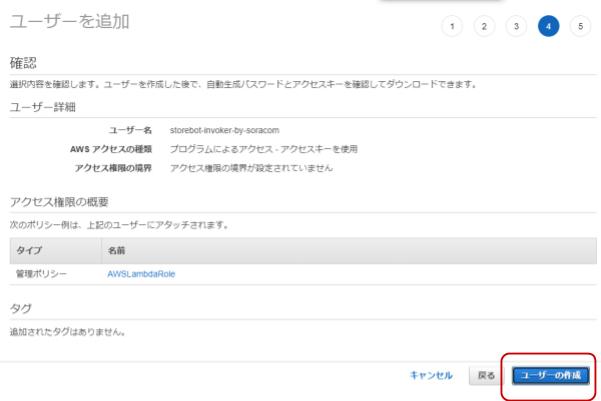 ユーザーを追加
1 2 3 4 5
確認
選択内容を確認します。ユーザーを作成した後で、自動生成パスワードとアクセスキーを確認してダウンロードできます。
ユーザー詳細
ユーザー名 storebot-invoker-by-soracom
AWS アクセスの種類 プログラムによるアクセス - アクセスキーを使用
アクセス権限の境界 アクセス権限の境界が設定されていません
アクセス権限の概要
次のポリシー例は、上記のユーザーにアタッチされます。
タイプ 名前
管理ポリシー AWSLambdaRole
タグ
追加されたタグはありません。
キャンセル 戻る ユーザーの作成